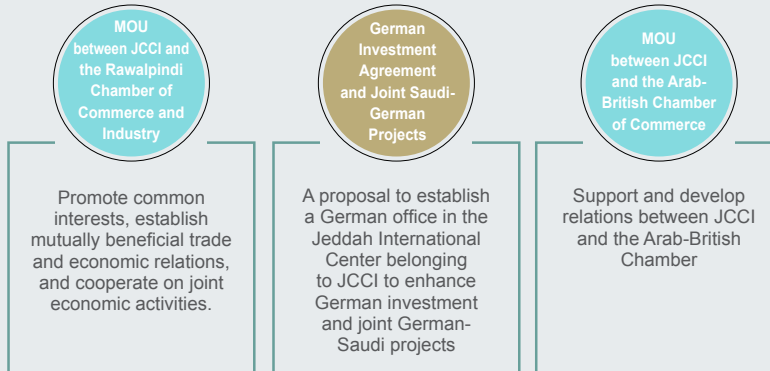 MOU
between JCCI and
the Rawalpindi
Chamber of
Commerce and
Industry
Promote common
interests, establish
mutually beneficial trade
and economic relations,
and cooperate on joint
economic activities.
German
Investment
Agreement
and Joint Saudi-
German
Projects
A proposal to establish
a German office in the
Jeddah International
Center belonging
to JCCI to enhance
German investment
and joint German-
Saudi projects
MOU
between JCCI
and the Arab-
British Chamber
of Commerce
Support and develop
relations between JCCI
and the Arab-British
Chamber